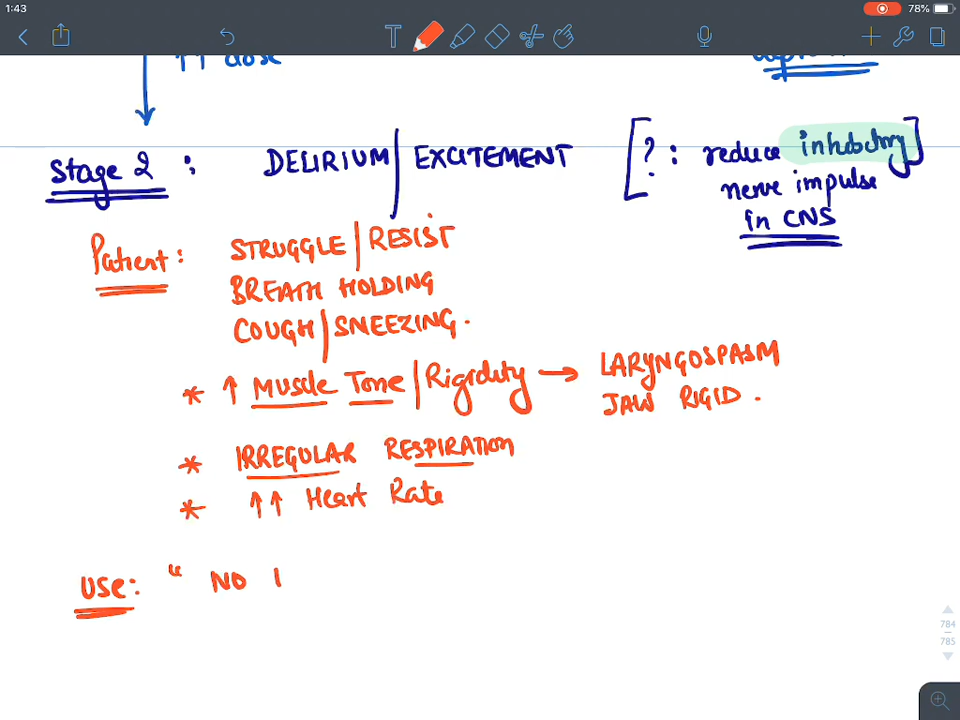 1:43
78%
T
↑↑ dose
Stage 2 : DELIRIUM | EXCITEMENT [?: reduce inhibitory
nerve impulse
in CNS]
Patient : STRUGGLE | RESIST
BREATH HOLDING
COUGH | SNEEZING.
* ↑ Muscle Tone | Rigidity → LARYNGOSPASM
JAW RIGID.
* IRREGULAR RESPIRATION
* ↑↑ Heart Rate
USE: “ NO I
784
785